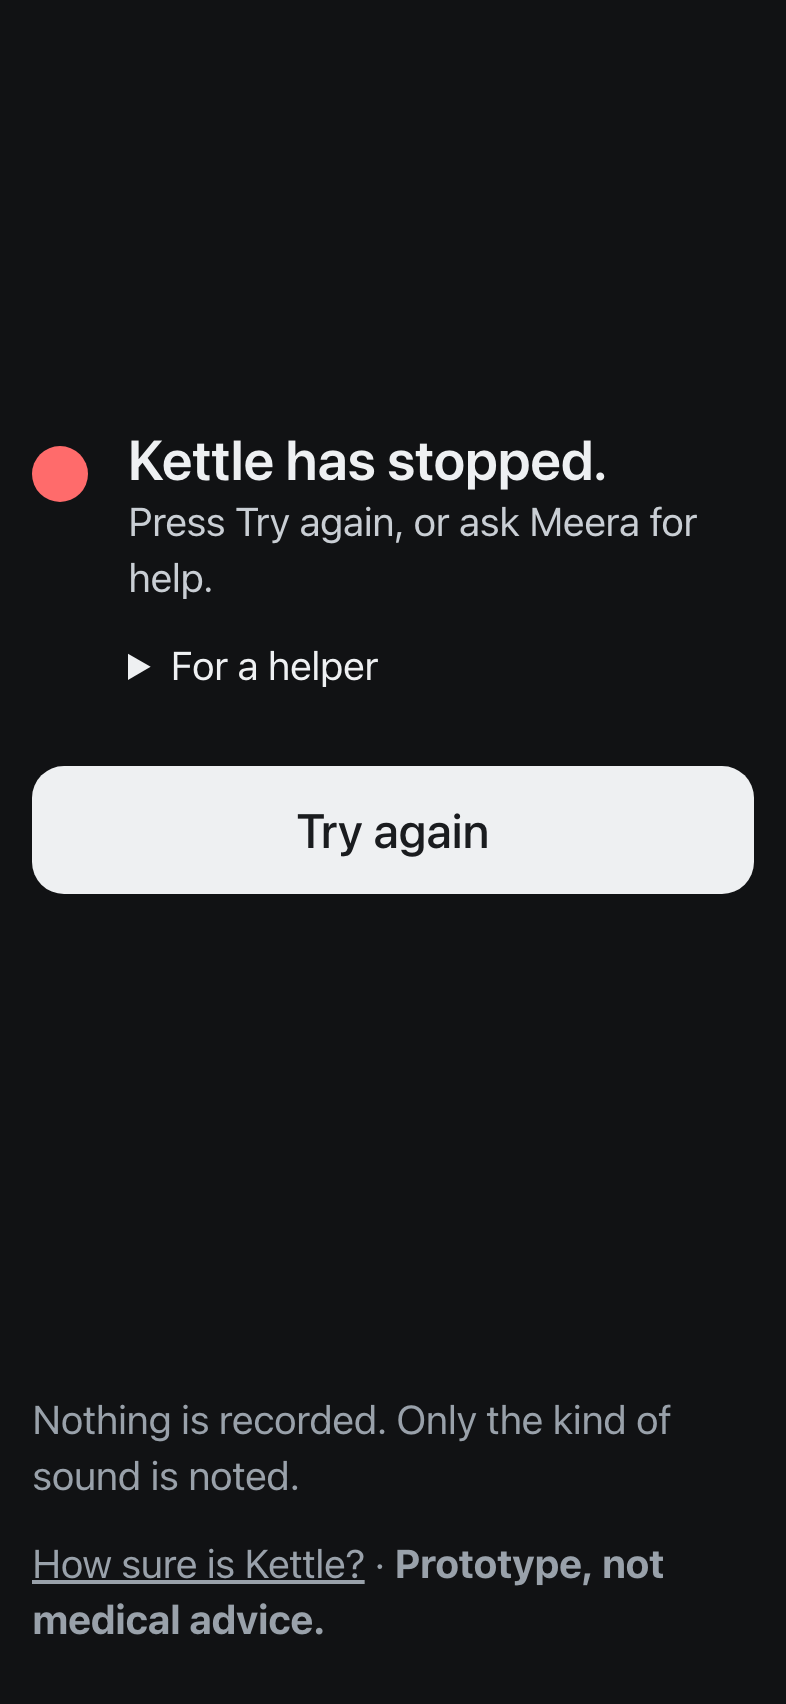 Kettle has stopped.
Press Try again, or ask Meera for
help.
For a helper
Try again
Nothing is recorded. Only the kind of
sound is noted.
How sure is Kettle? · Prototype, not
medical advice.